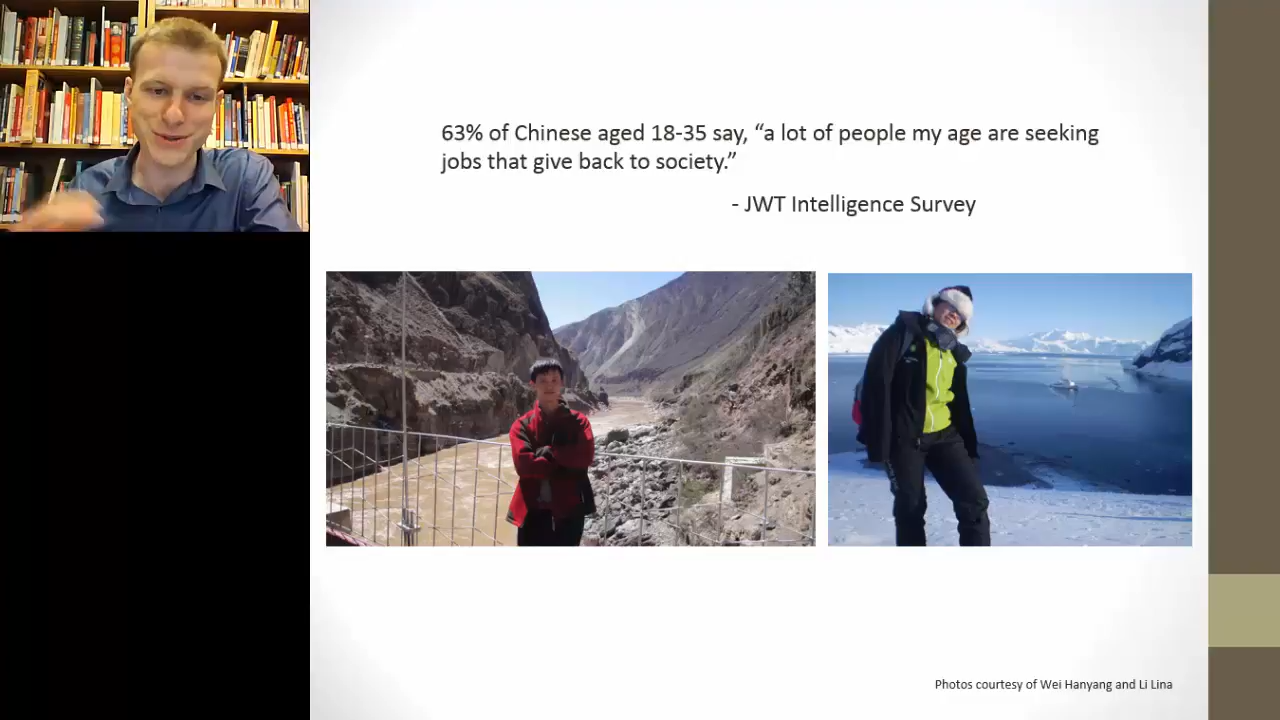 63% of Chinese aged 18-35 say, “a lot of people my age are seeking
jobs that give back to society.”
- JWT Intelligence Survey
Photos courtesy of Wei Hanyang and Li Lina